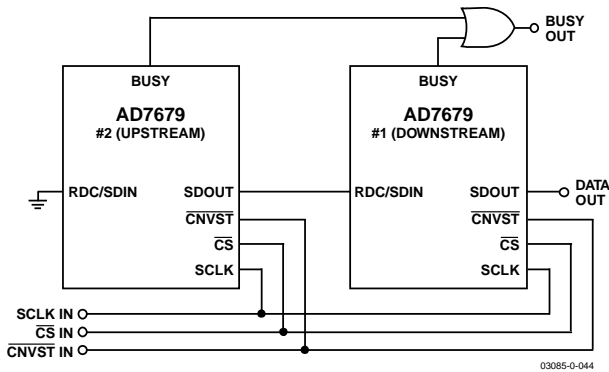 BUSY
OUT
BUSY
AD7679
#2 (UPSTREAM)
RDC/SDIN
SDOUT
CNVST
CS
SCLK
BUSY
AD7679
#1 (DOWNSTREAM)
RDC/SDIN
SDOUT
CNVST
CS
SCLK
DATA
OUT
SCLK IN
CS IN
CNVST IN
03085-0-044